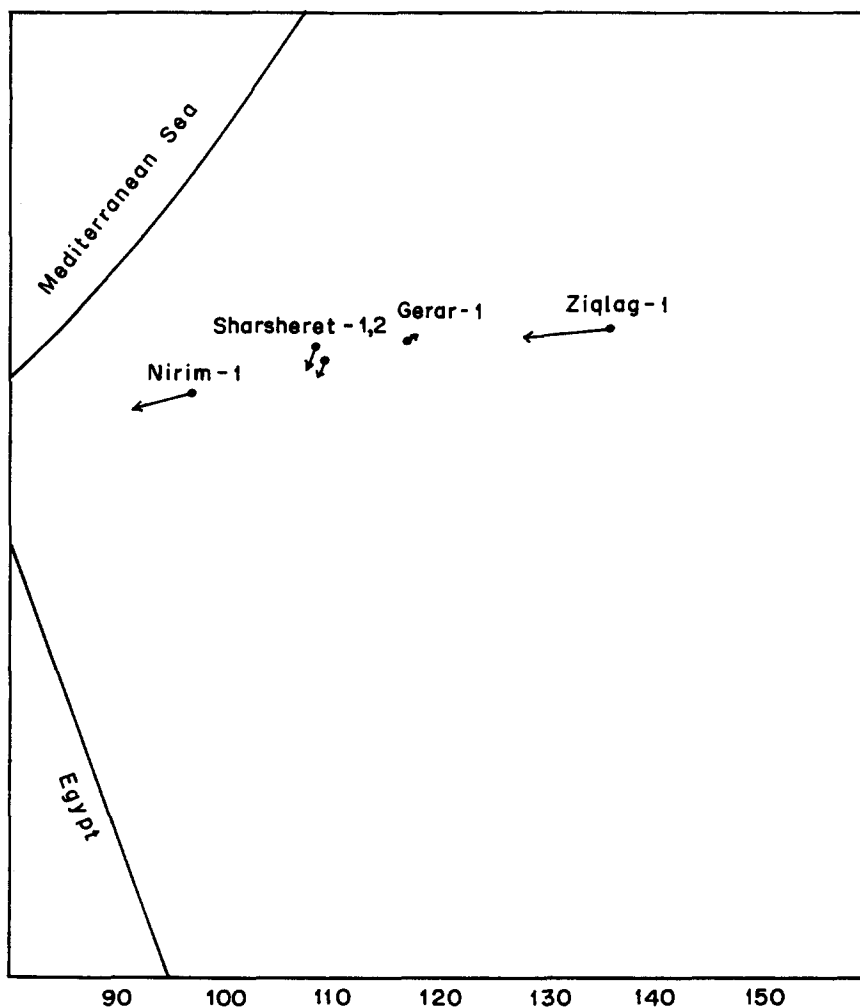 Mediterranean Sea
Ziqlag-1
Gerar-1
Sharsheret-1,2
Nirim-1
Egypt
90 100 110 120 130 140 150